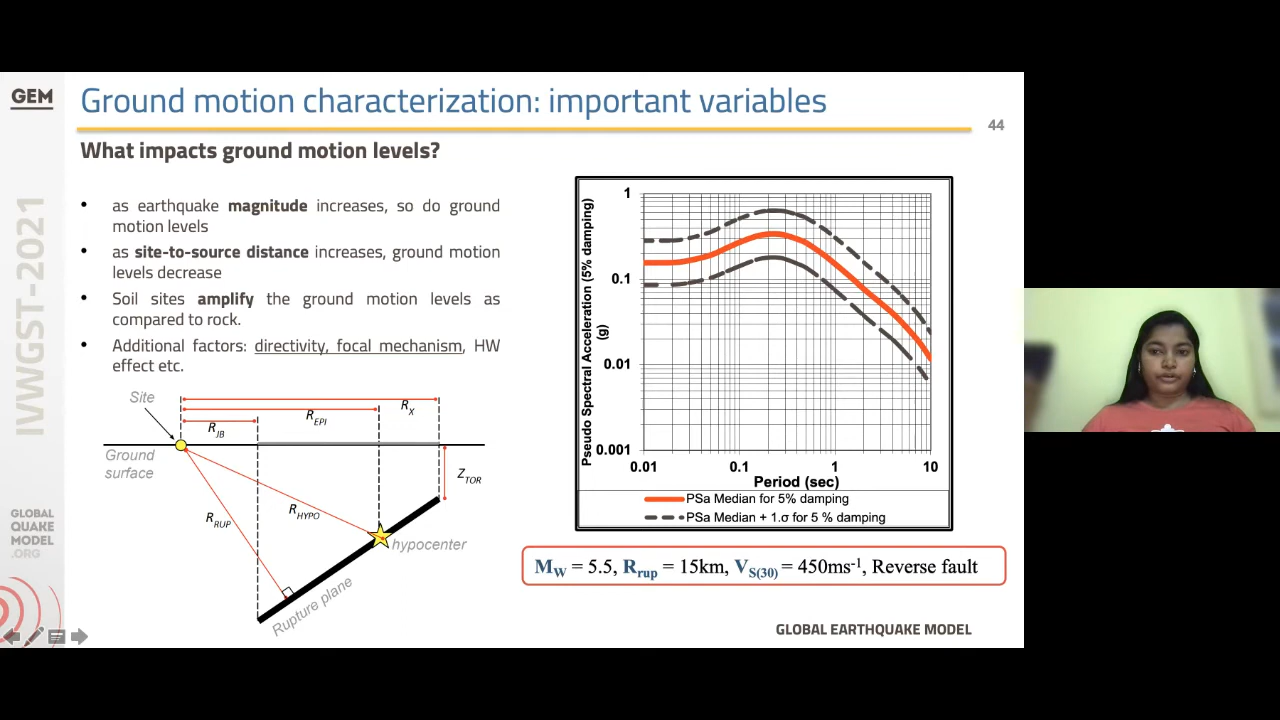 GEM
Ground motion characterization: important variables
44
What impacts ground motion levels?
• as earthquake magnitude increases, so do ground
motion levels
• as site-to-source distance increases, ground motion
levels decrease
• Soil sites amplify the ground motion levels as
compared to rock.
• Additional factors: directivity, focal mechanism, HW
effect etc.
IVWGST-2021
GLOBAL
QUAKE
MODEL
.ORG
Site
Ground
surface
R_X
R_EPI
R_JB
Z_TOR
R_RUP
R_HYPO
hypocenter
Rupture plane
Pseudo Spectral Acceleration (5% damping)
(g)
1
0.1
0.01
0.001
0.01 0.1 1 10
Period (sec)
PSa Median for 5% damping
PSa Median + 1.σ for 5 % damping
M_W = 5.5, R_rup = 15km, V_S(30) = 450ms⁻¹, Reverse fault
GLOBAL EARTHQUAKE MODEL